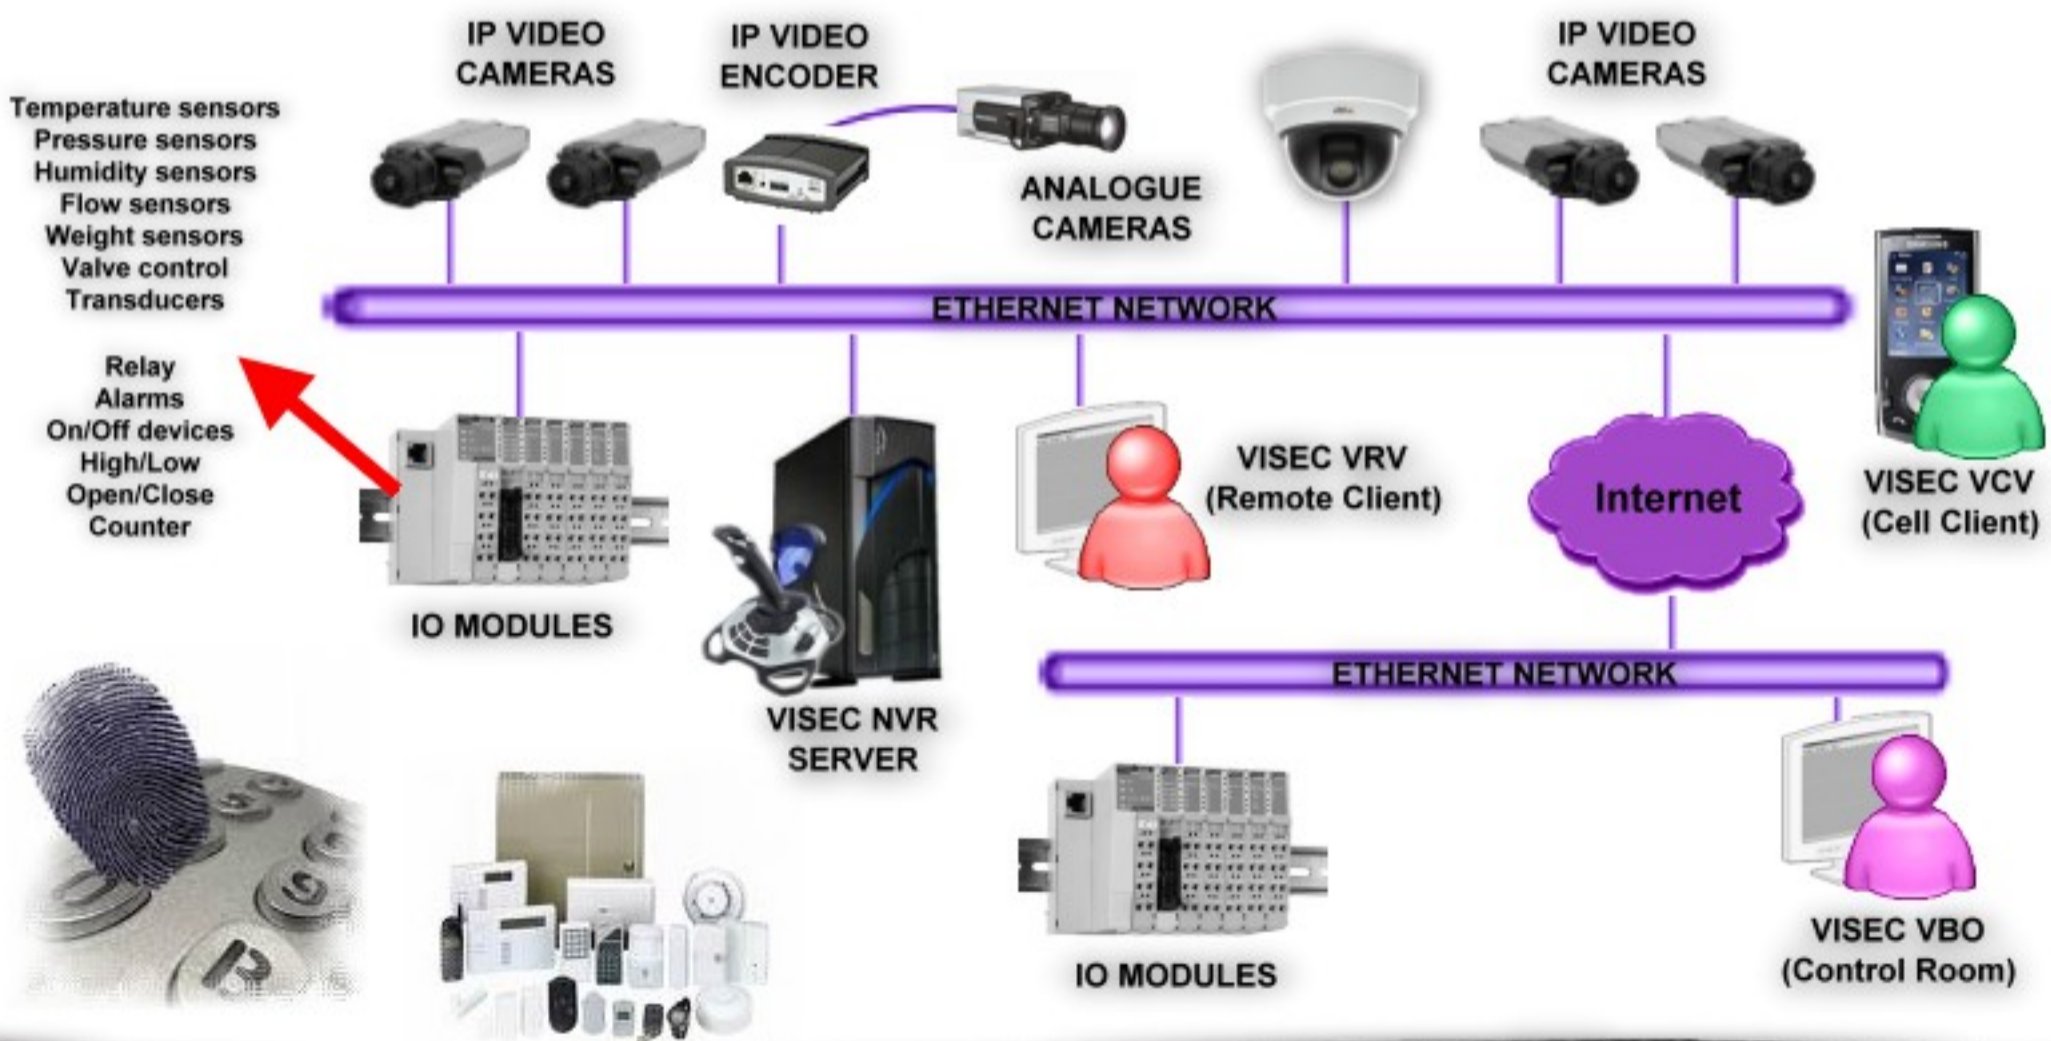 IP VIDEO
CAMERAS
IP VIDEO
ENCODER
IP VIDEO
CAMERAS
Temperature sensors
Pressure sensors
Humidity sensors
Flow sensors
Weight sensors
Valve control
Transducers
ANALOGUE
CAMERAS
ETHERNET NETWORK
Relay
Alarms
On/Off devices
High/Low
Open/Close
Counter
VISEC VRV
(Remote Client)
Internet
VISEC VCV
(Cell Client)
IO MODULES
ETHERNET NETWORK
VISEC NVR
SERVER
VISEC VBO
(Control Room)
IO MODULES